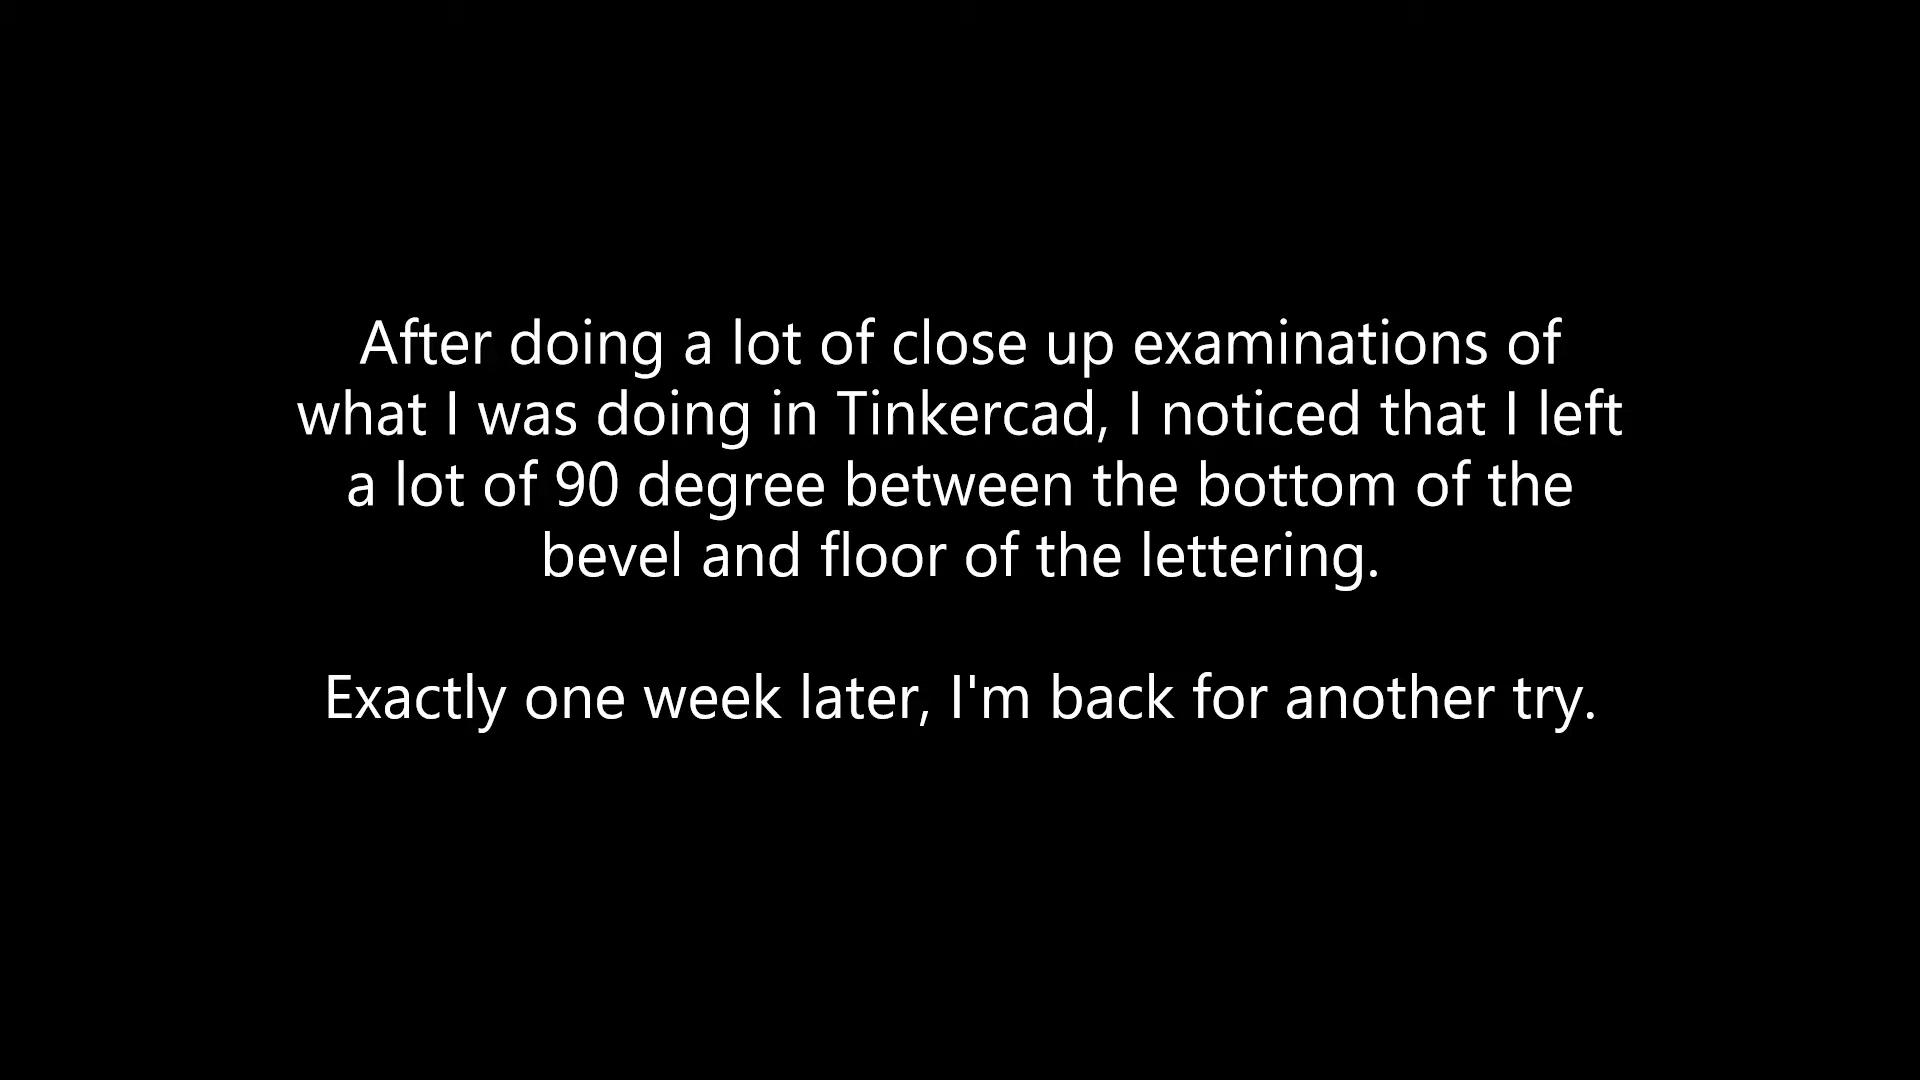 After doing a lot of close up examinations of
what I was doing in Tinkercad, I noticed that I left
a lot of 90 degree between the bottom of the
bevel and floor of the lettering.
Exactly one week later, I'm back for another try.